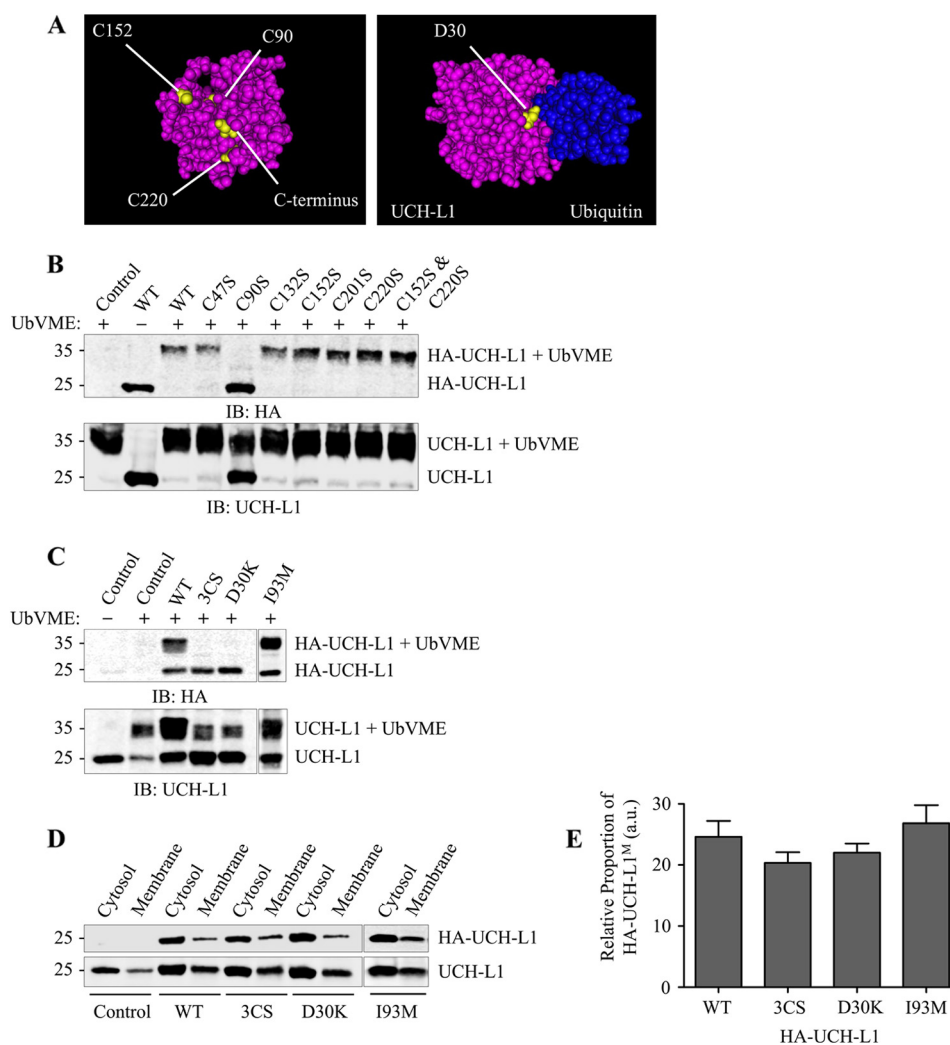 A
C152
C90
C220
C-terminus
D30
UCH-L1
Ubiquitin
B
Control
WT
WT
C47S
C90S
C132S
C152S
C201S
C220S
C152S &
C220S
UbVME: + – + + + + + + + +
35
HA-UCH-L1 + UbVME
25
HA-UCH-L1
IB: HA
35
UCH-L1 + UbVME
25
UCH-L1
IB: UCH-L1
C
Control
Control
WT
3CS
D30K
I93M
UbVME: – + + + + +
35
HA-UCH-L1 + UbVME
25
HA-UCH-L1
IB: HA
35
UCH-L1 + UbVME
25
UCH-L1
IB: UCH-L1
D
Cytosol
Membrane
Cytosol
Membrane
Cytosol
Membrane
Cytosol
Membrane
Cytosol
Membrane
25
HA-UCH-L1
25
UCH-L1
Control WT 3CS D30K I93M
E
Relative Proportion of
HA-UCH-L1ᴹ (a.u.)
30
20
10
0
WT 3CS D30K I93M
HA-UCH-L1